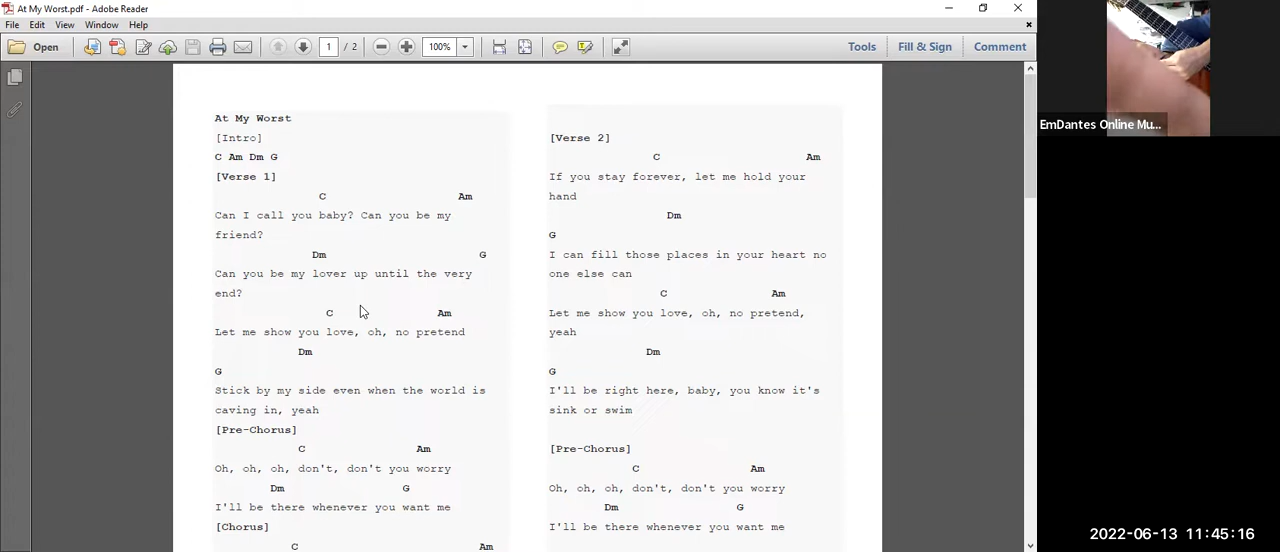 At My Worst.pdf - Adobe Reader
File Edit View Window Help
Open 1 / 2 100% Tools Fill & Sign Comment
At My Worst
[Intro]
C Am Dm G
[Verse 1]
C Am
Can I call you baby? Can you be my
friend?
Dm G
Can you be my lover up until the very
end?
C Am
Let me show you love, oh, no pretend
Dm
G
Stick by my side even when the world is
caving in, yeah
[Pre-Chorus]
C Am
Oh, oh, oh, don't, don't you worry
Dm G
I'll be there whenever you want me
[Chorus]
C Am
[Verse 2]
C Am
If you stay forever, let me hold your
hand
Dm
G
I can fill those places in your heart no
one else can
C Am
Let me show you love, oh, no pretend,
yeah
Dm
G
I'll be right here, baby, you know it's
sink or swim
[Pre-Chorus]
C Am
Oh, oh, oh, don't, don't you worry
Dm G
I'll be there whenever you want me
EmDantes Online Mu...
2022-06-13 11:45:16